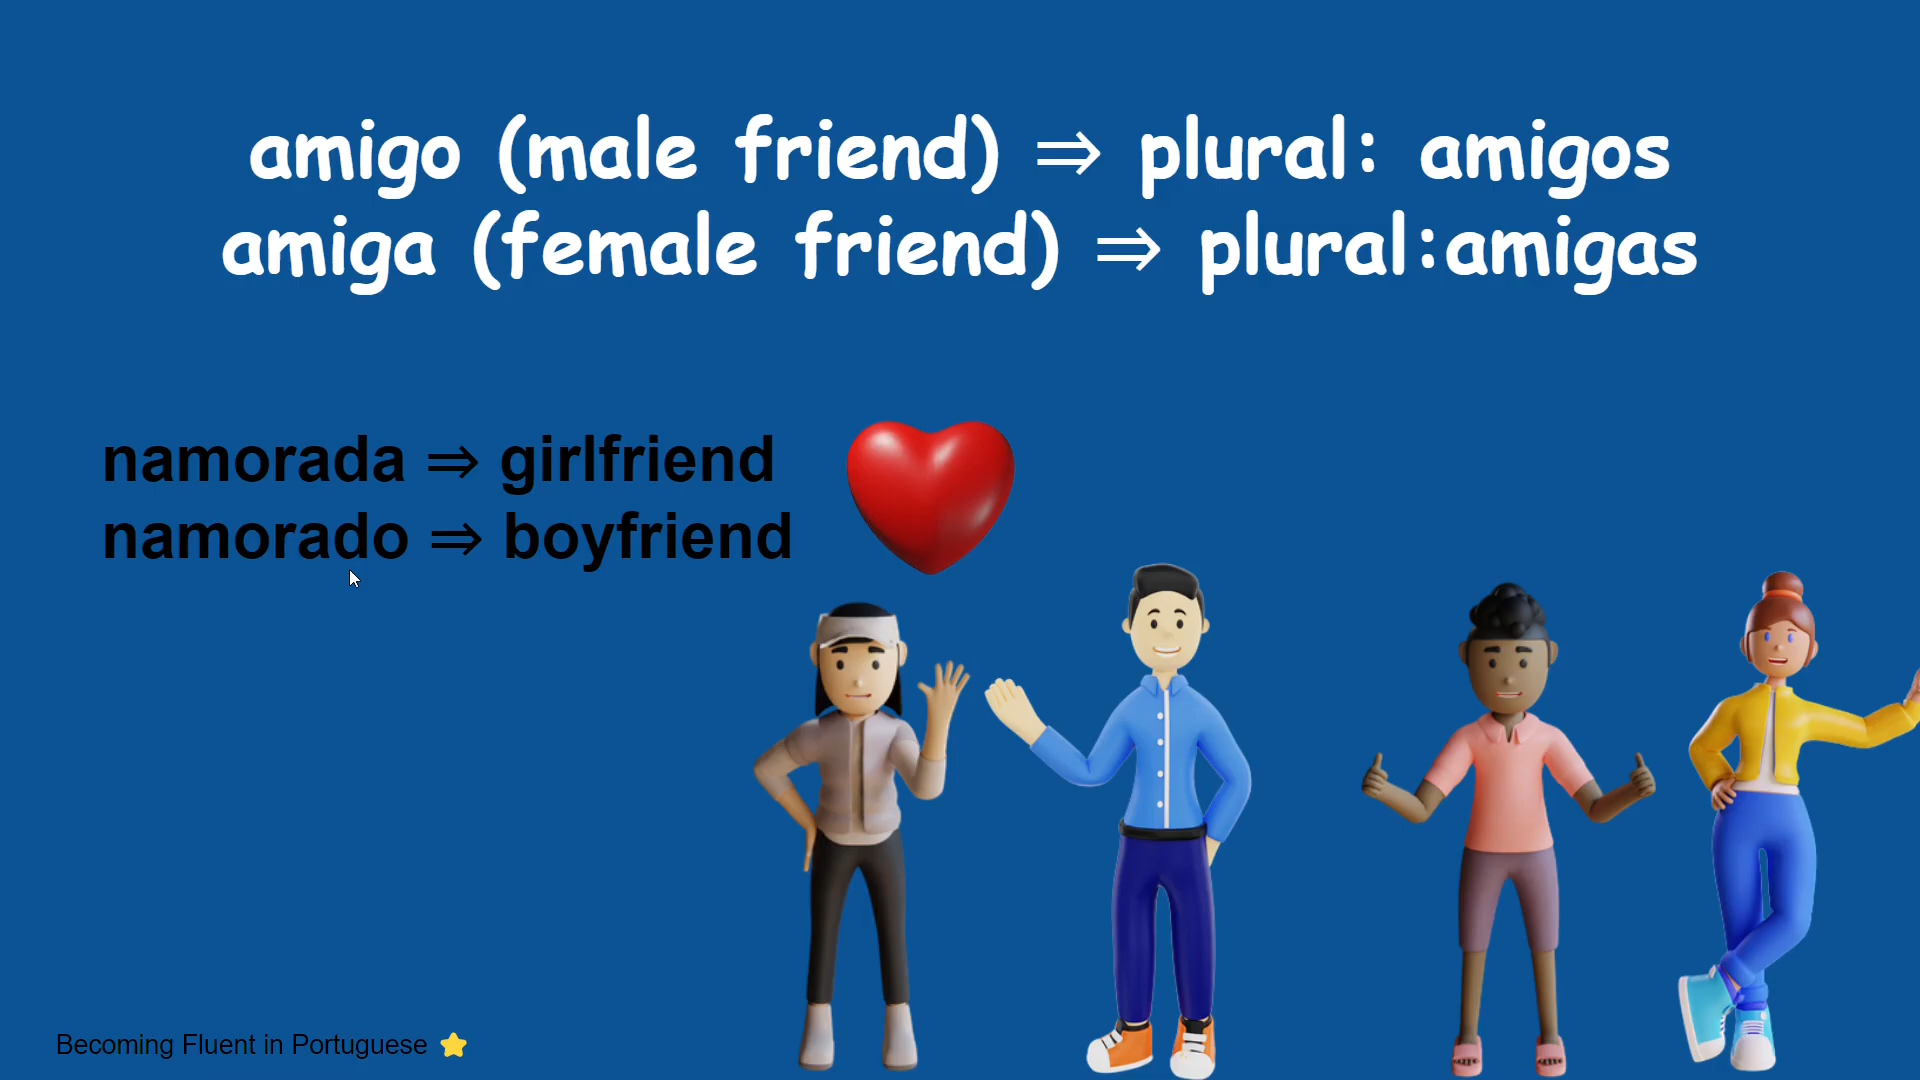 amigo (male friend) ⇒ plural: amigos
amiga (female friend) ⇒ plural:amigas
namorada ⇒ girlfriend
namorado ⇒ boyfriend
Becoming Fluent in Portuguese